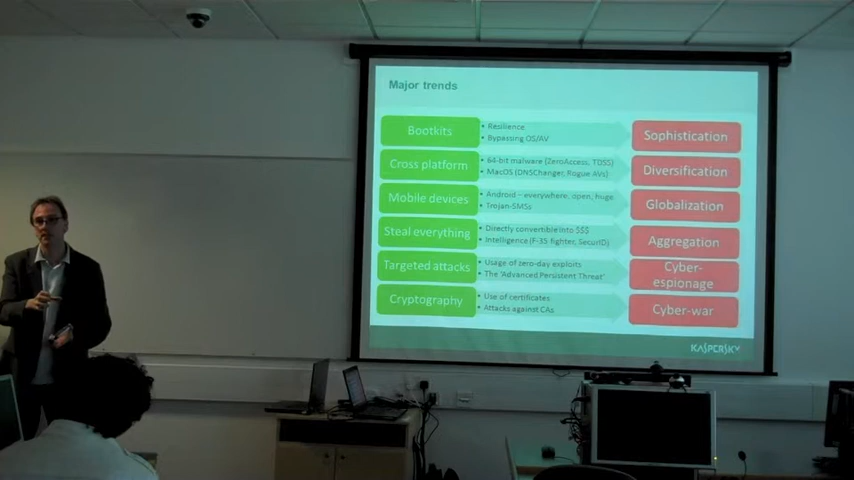 Major trends
Bootkits
• Resilience
• Bypassing OS/AV
Sophistication
Cross platform
• 64-bit malware (ZeroAccess, TDSS)
• MacOS (DNSChanger, Rogue AVs)
Diversification
Mobile devices
• Android – everywhere, open, huge
• Trojan-SMSs
Globalization
Steal everything
• Directly convertible into $$$
• Intelligence (F-35 fighter, SecurID)
Aggregation
Targeted attacks
• Usage of zero-day exploits
• The 'Advanced Persistent Threat'
Cyber-
espionage
Cryptography
• Use of certificates
• Attacks against CAs
Cyber-war
KASPERSKY